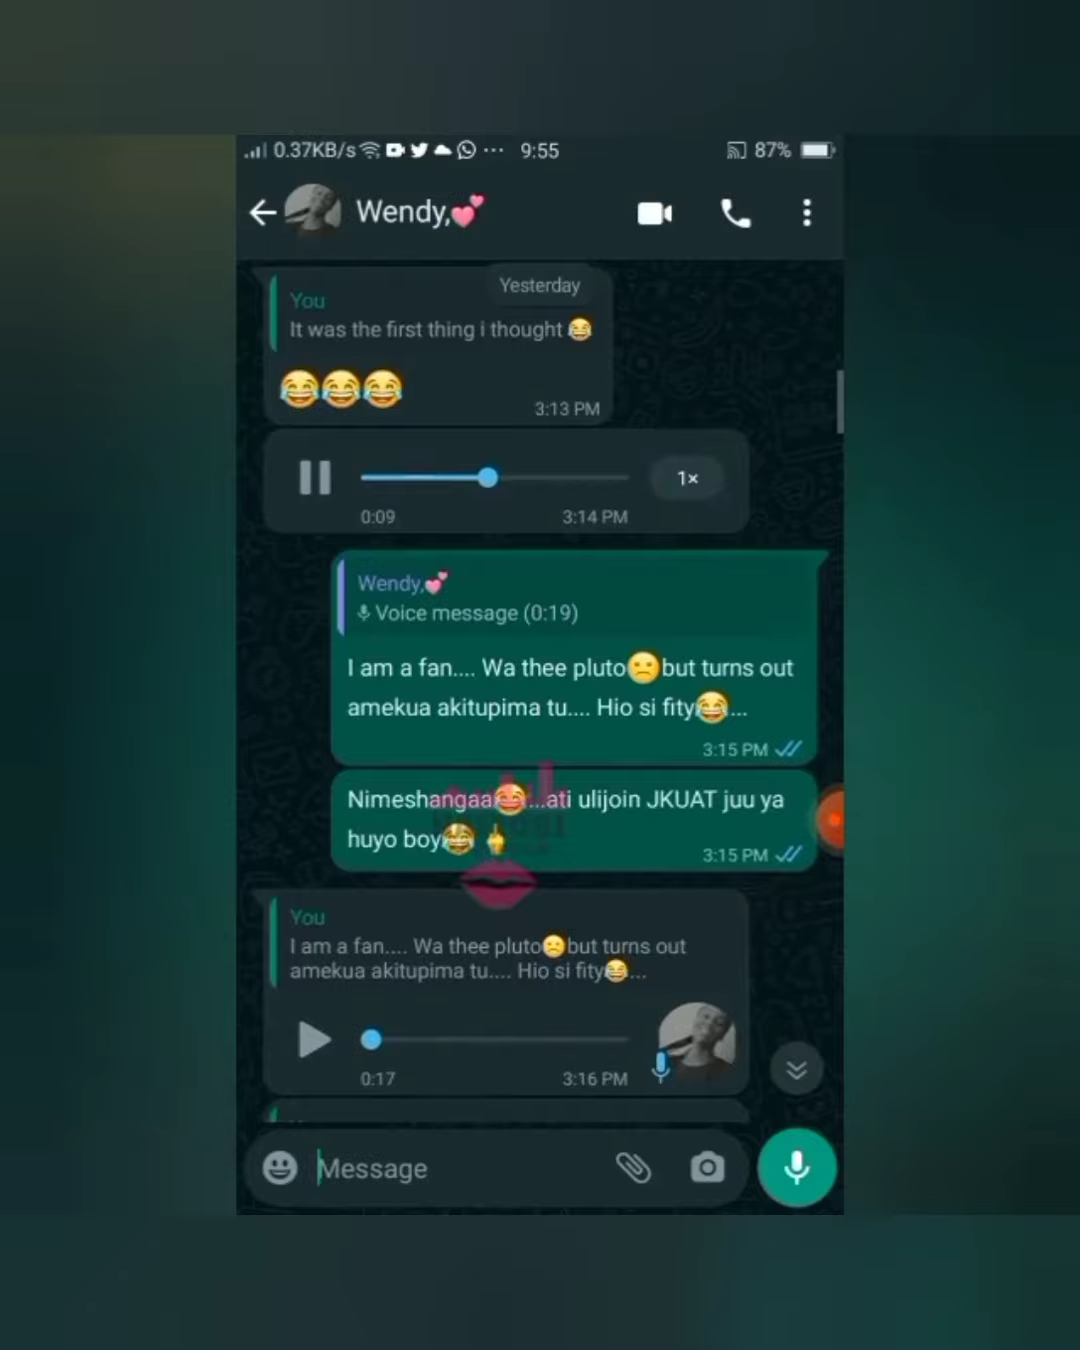 0.37KB/s ... 9:55 87%
Wendy,💕
Yesterday
You
It was the first thing i thought 😂
😂😂😂
3:13 PM
1×
0:09 3:14 PM
Wendy,💕
Voice message (0:19)
I am a fan.... Wa thee pluto🙁but turns out
amekua akitupima tu.... Hio si fity😂...
3:15 PM
Nimeshangaa😂...ati ulijoin JKUAT juu ya
huyo boy😂🖕
3:15 PM
You
I am a fan.... Wa thee pluto🙁but turns out
amekua akitupima tu.... Hio si fity😂...
0:17 3:16 PM
Message